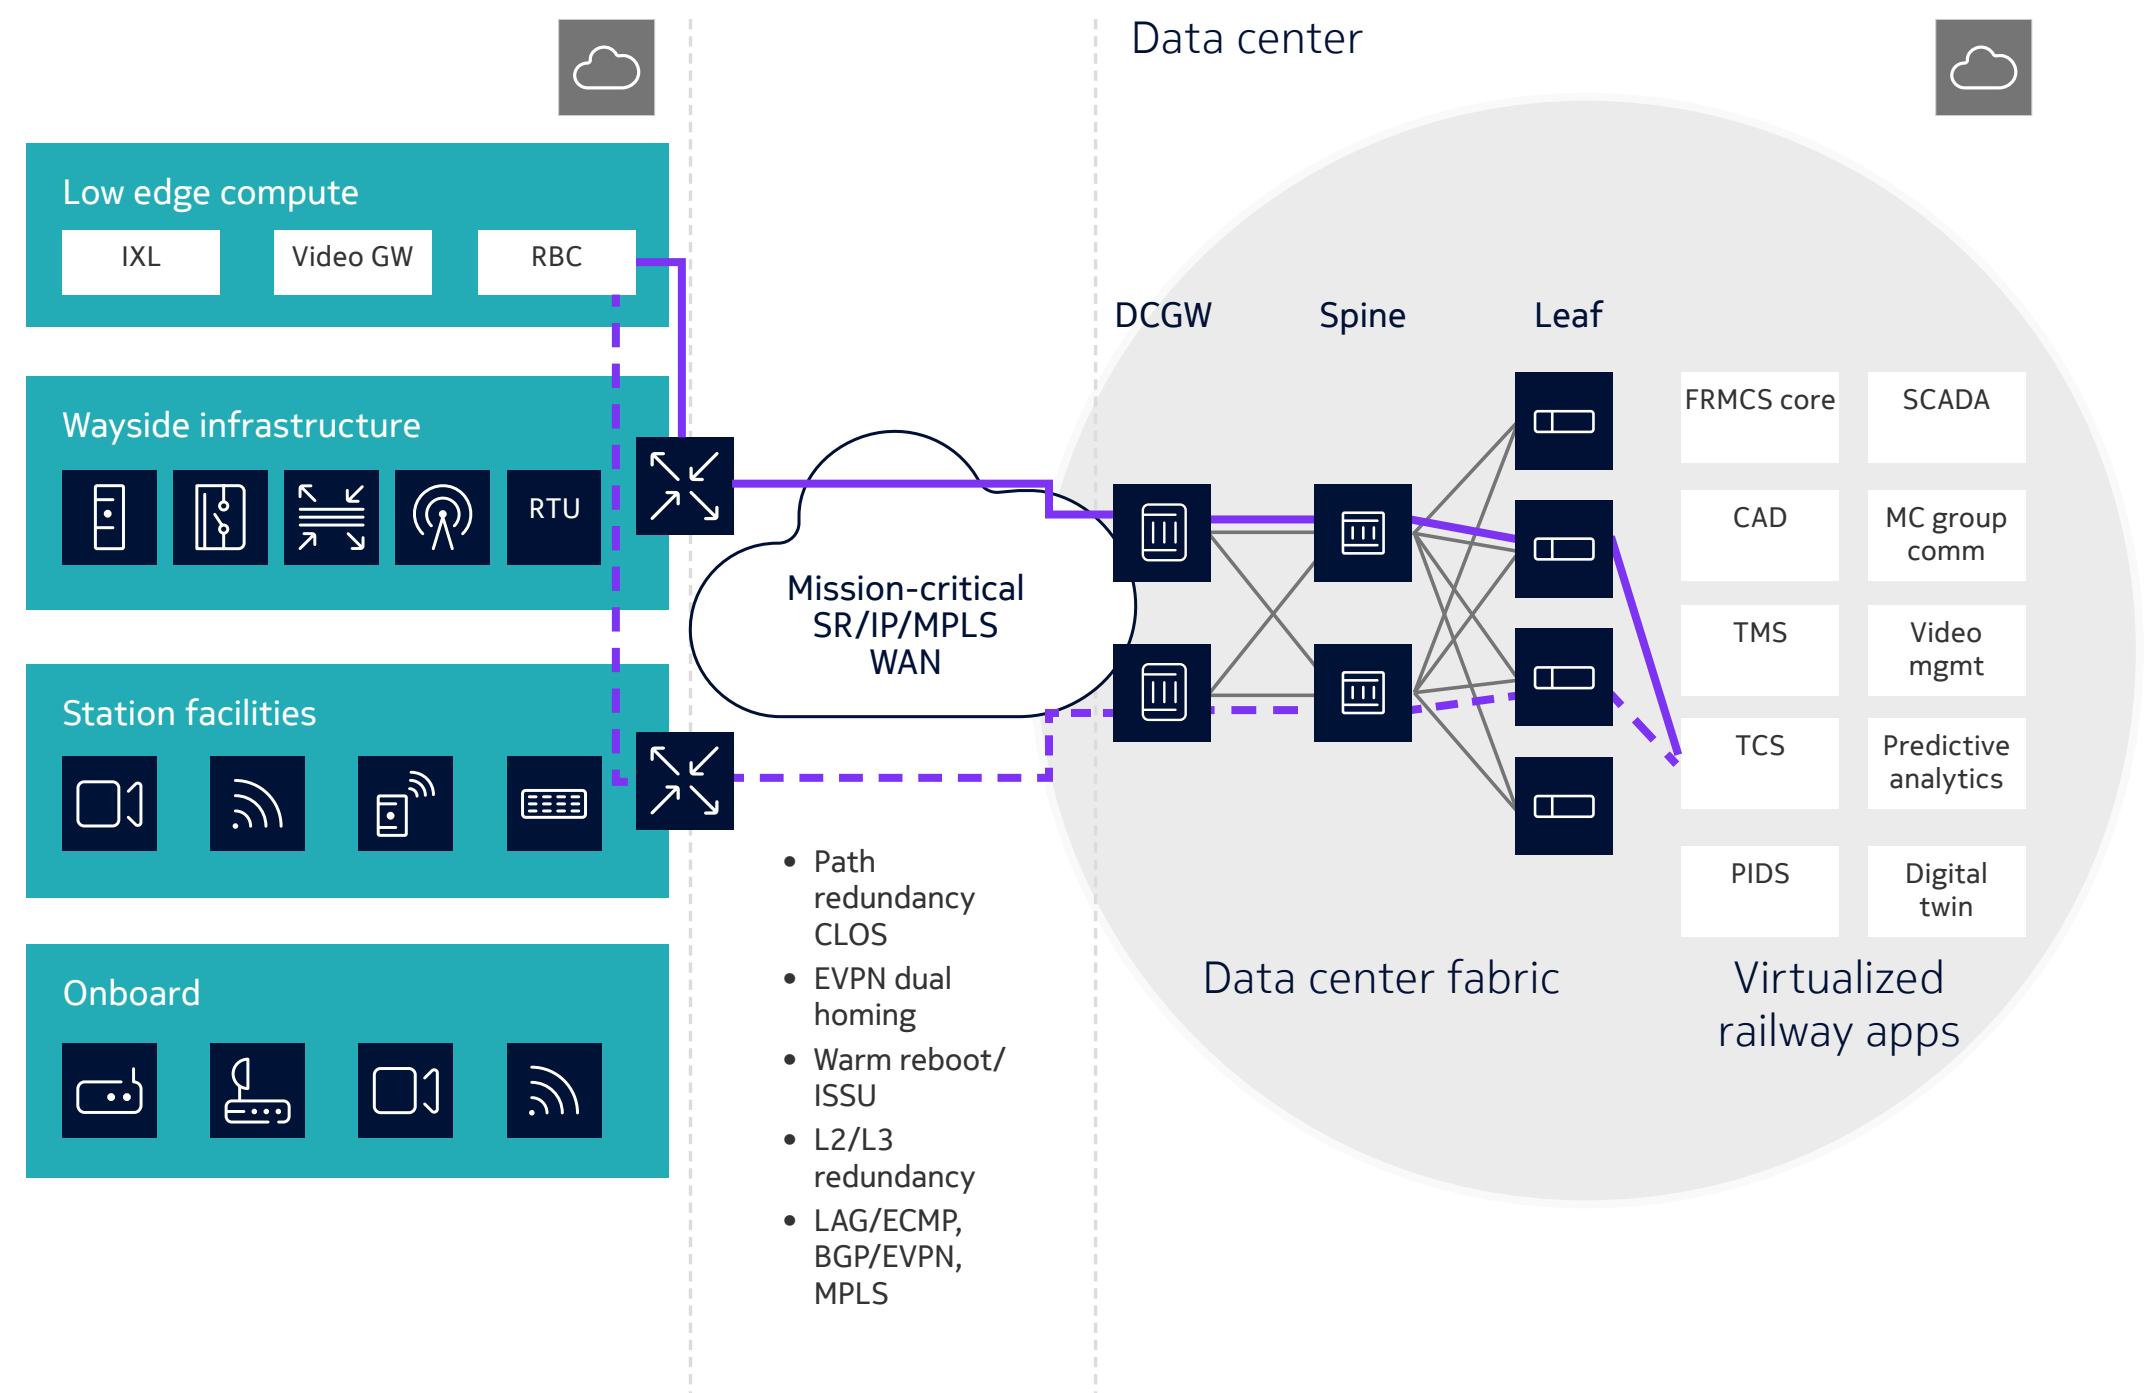 Data center
Low edge compute
IXL
Video GW
RBC
Wayside infrastructure
RTU
Station facilities
Onboard
Mission-critical
SR/IP/MPLS
WAN
• Path
redundancy
CLOS
• EVPN dual
homing
• Warm reboot/
ISSU
• L2/L3
redundancy
• LAG/ECMP,
BGP/EVPN,
MPLS
DCGW
Spine
Leaf
FRMCS core
SCADA
CAD
MC group
comm
TMS
Video
mgmt
TCS
Predictive
analytics
PIDS
Digital
twin
Data center fabric
Virtualized
railway apps